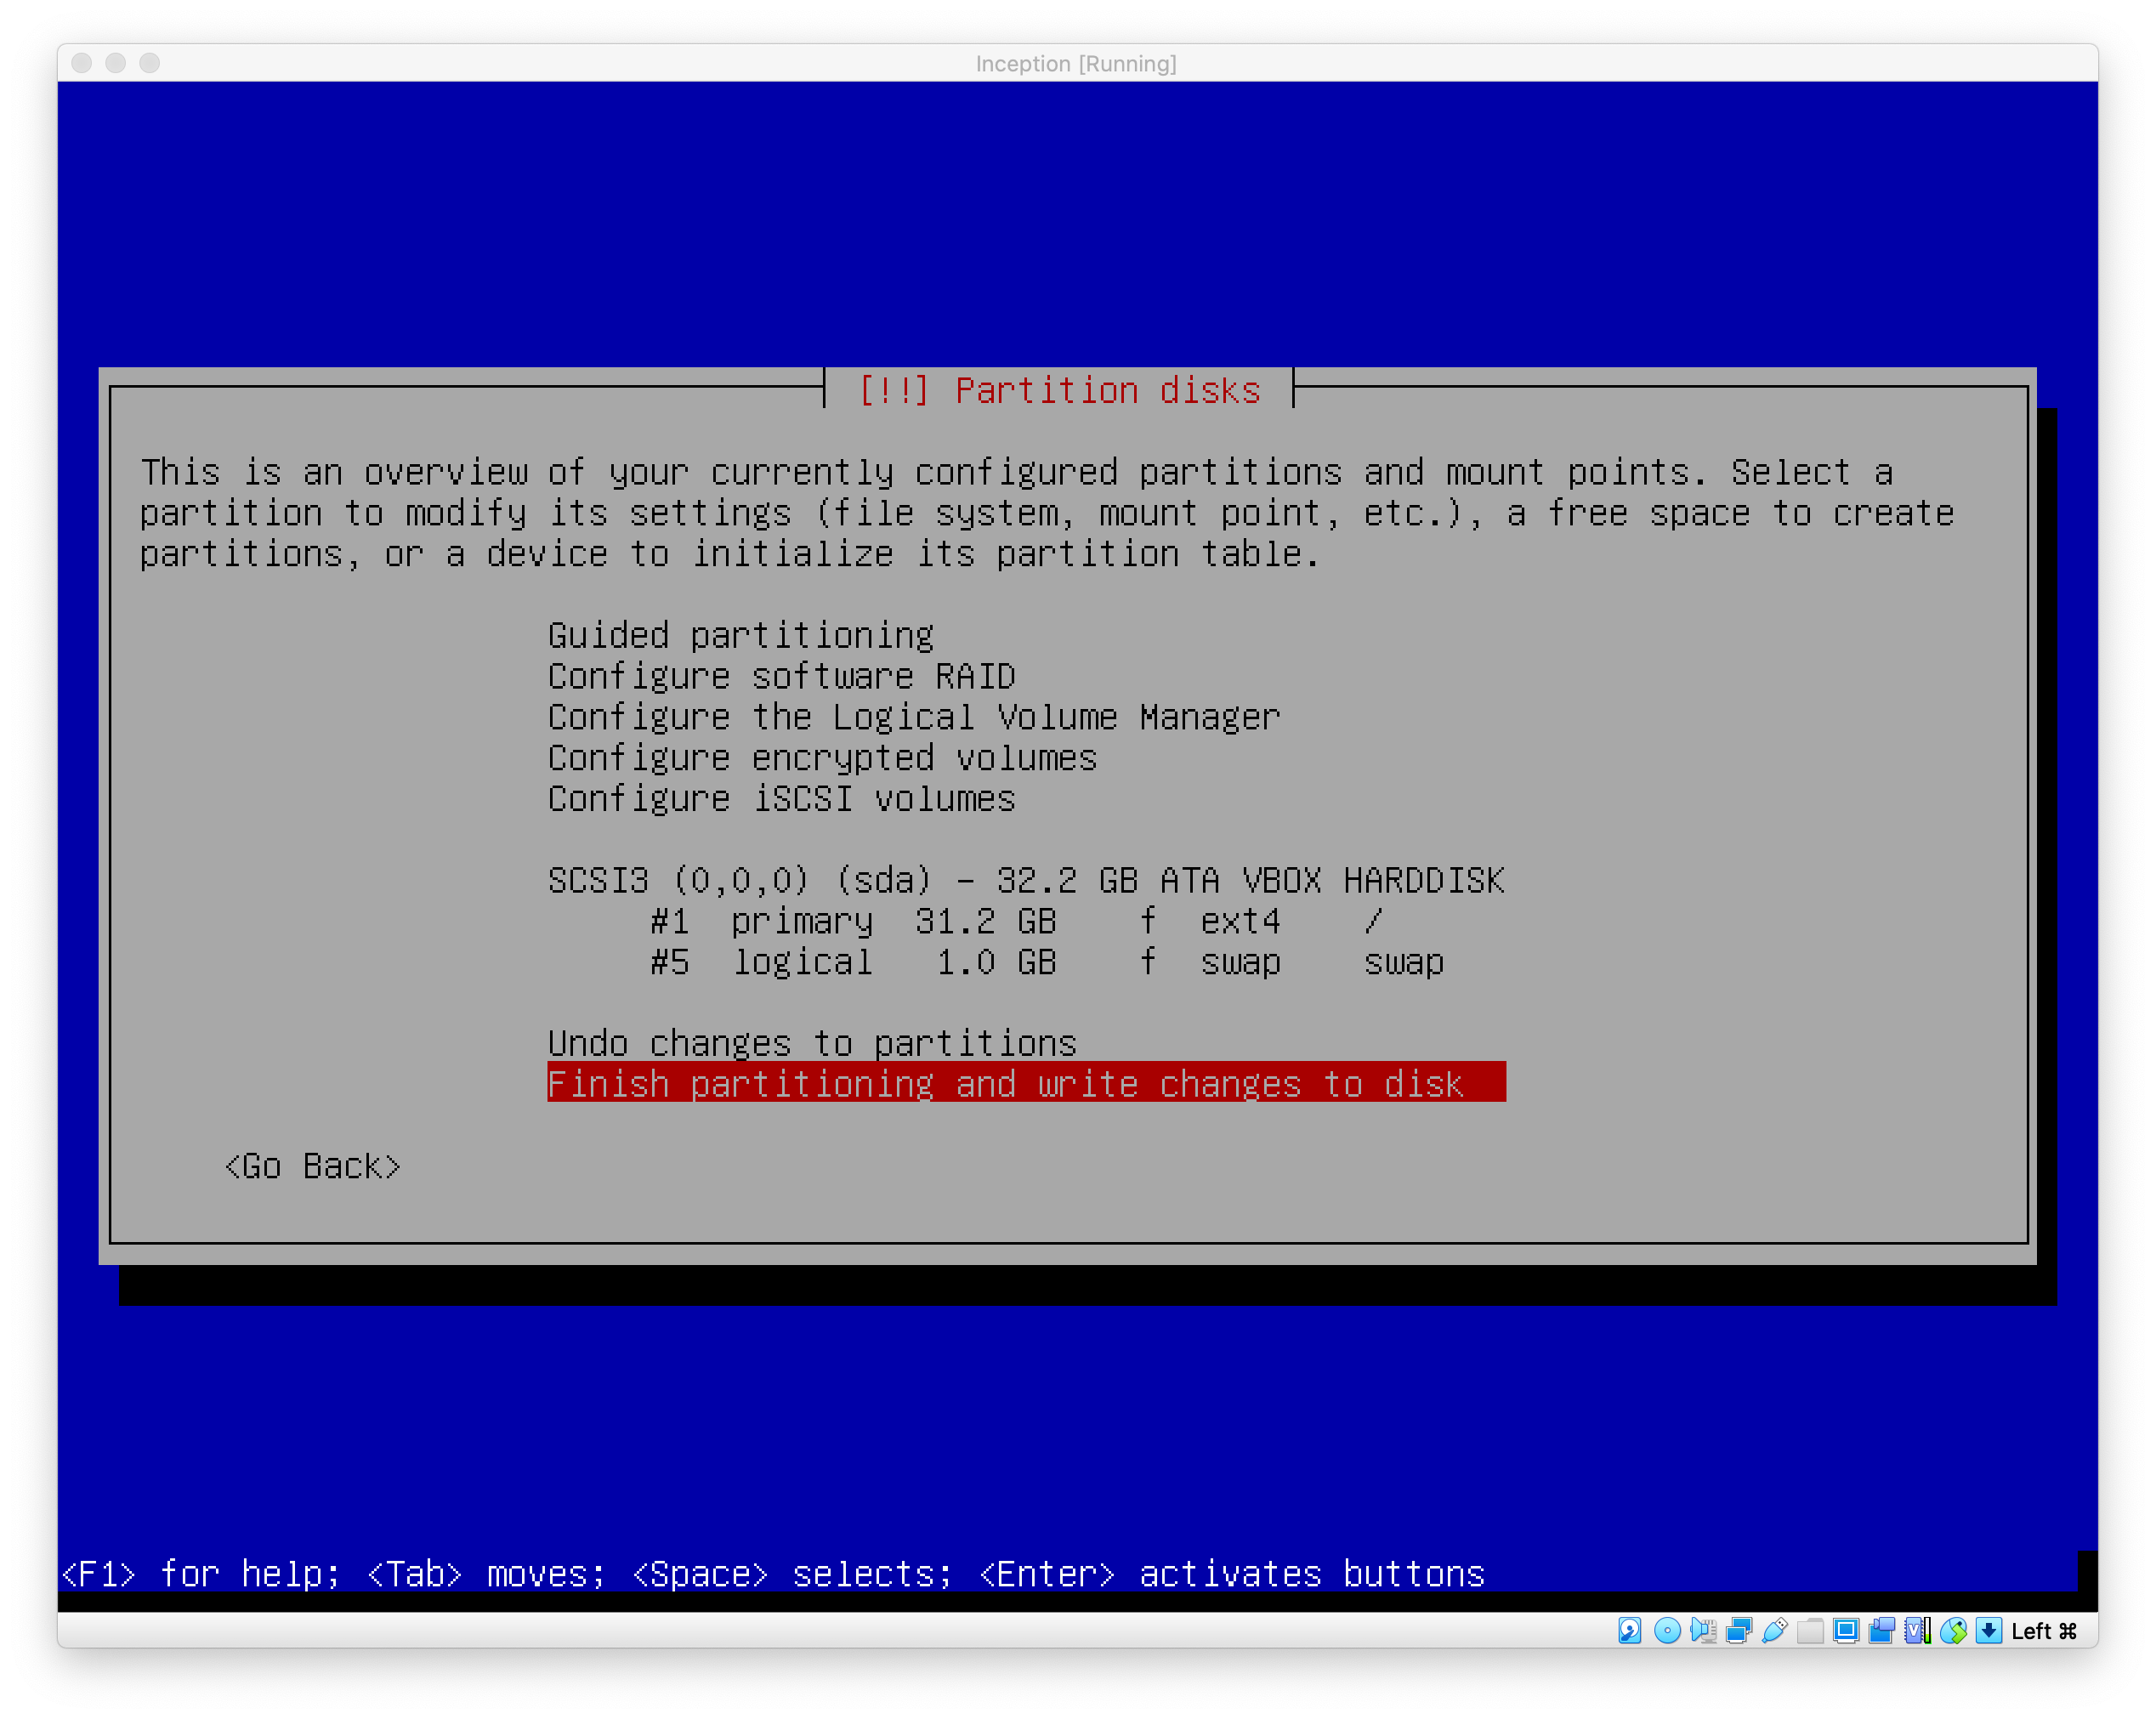 Inception [Running]
[!!] Partition disks
This is an overview of your currently configured partitions and mount points. Select a
partition to modify its settings (file system, mount point, etc.), a free space to create
partitions, or a device to initialize its partition table.
Guided partitioning
Configure software RAID
Configure the Logical Volume Manager
Configure encrypted volumes
Configure iSCSI volumes
SCSI3 (0,0,0) (sda) - 32.2 GB ATA VBOX HARDDISK
#1 primary 31.2 GB f ext4 /
#5 logical 1.0 GB f swap swap
Undo changes to partitions
Finish partitioning and write changes to disk
<Go Back>
<F1> for help; <Tab> moves; <Space> selects; <Enter> activates buttons
Left ⌘